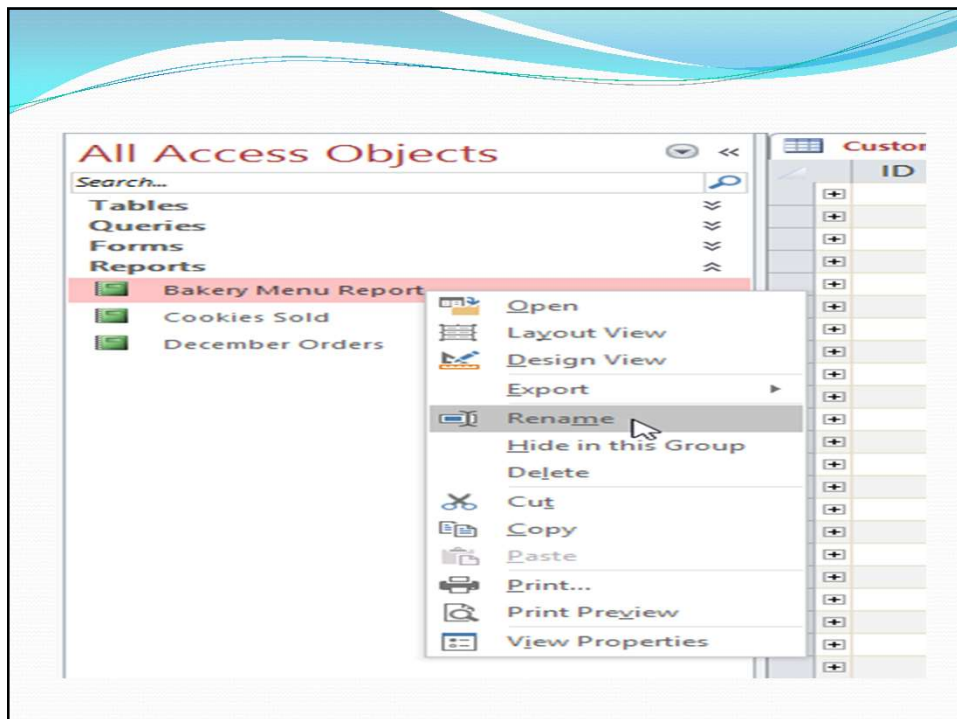 All Access Objects
Search...
Tables
Queries
Forms
Reports
Bakery Menu Report
Cookies Sold
December Orders
Open
Layout View
Design View
Export
Rename
Hide in this Group
Delete
Cut
Copy
Paste
Print...
Print Preview
View Properties
Custom
ID